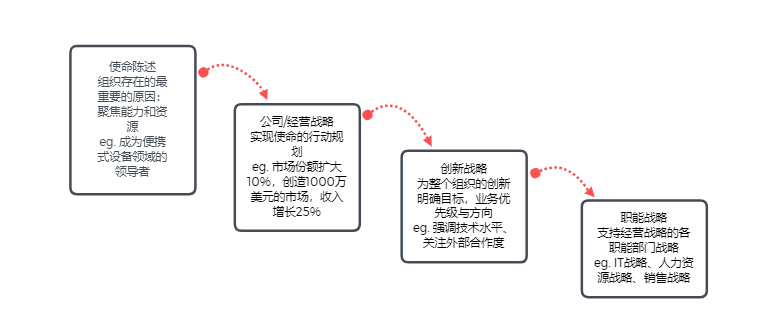 使命陈述
组织存在的最
重要的原因：
聚焦能力和资
源
eg. 成为便携
式设备领域的
领导者
公司/经营战略
实现使命的行动规
划
eg. 市场份额扩大
10%，创造1000万
美元的市场，收入
增长25%
创新战略
为整个组织的创新
明确目标，业务优
先级与方向
eg. 强调技术水平、
关注外部合作度
职能战略
支持经营战略的各
职能部门战略
eg. IT战略、人力资
源战略、销售战略